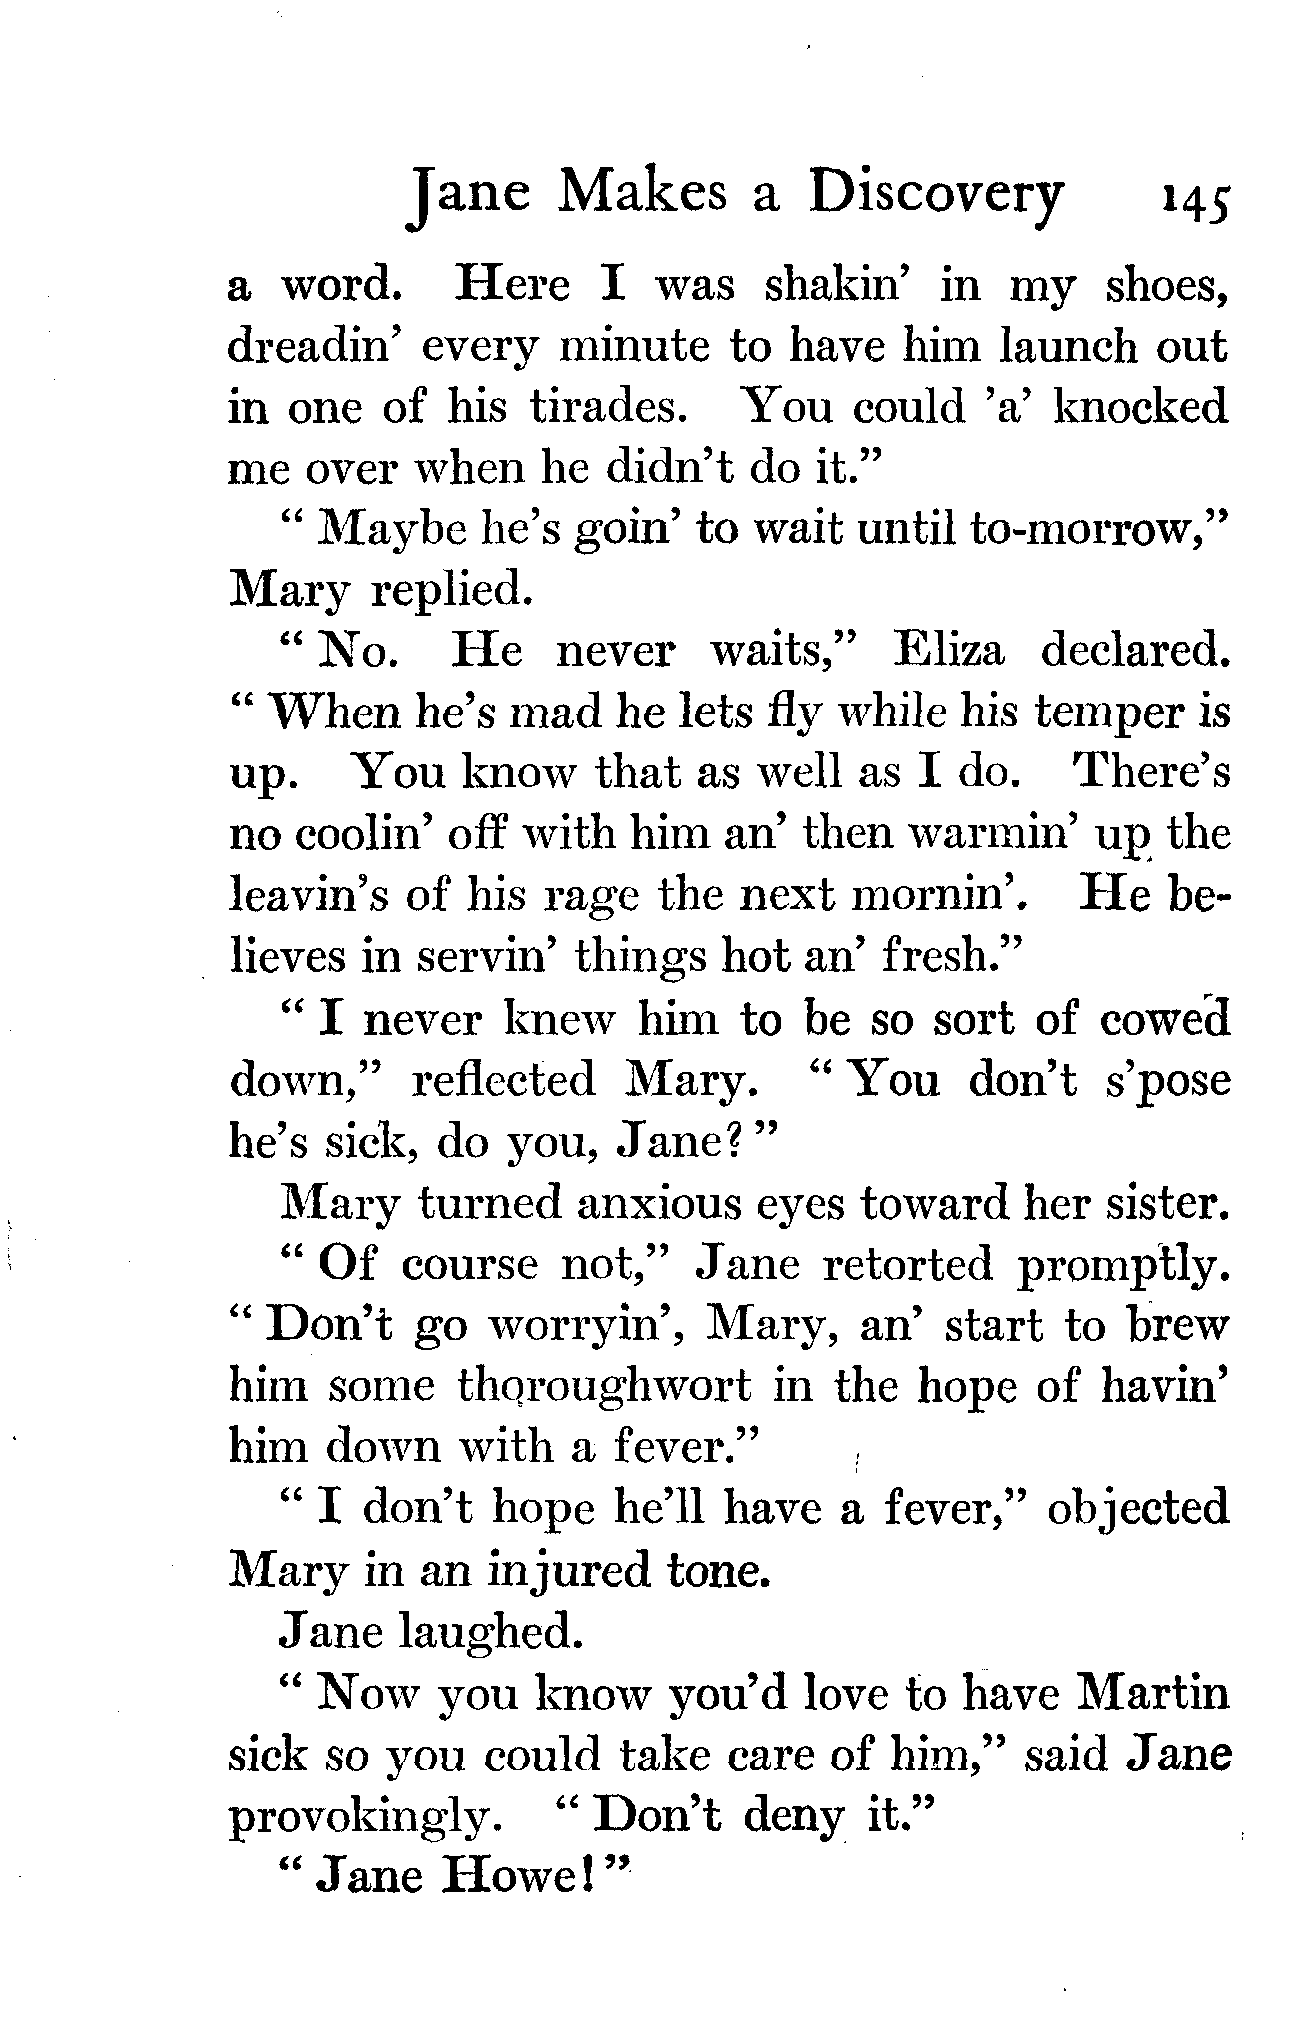 Jane Makes a Discovery 145
a word. Here I was shakin' in my shoes,
dreadin' every minute to have him launch out
in one of his tirades. You could 'a' knocked
me over when he didn't do it."
" Maybe he's goin' to wait until to-morrow,"
Mary replied.
" No. He never waits," Eliza declared.
" When he's mad he lets fly while his temper is
up. You know that as well as I do. There's
no coolin' off with him an' then warmin' up the
leavin's of his rage the next mornin'. He be-
lieves in servin' things hot an' fresh."
" I never knew him to be so sort of cowed
down," reflected Mary. " You don't s'pose
he's sick, do you, Jane? "
Mary turned anxious eyes toward her sister.
" Of course not," Jane retorted promptly.
" Don't go worryin', Mary, an' start to brew
him some thoroughwort in the hope of havin'
him down with a fever."
" I don't hope he'll have a fever," objected
Mary in an injured tone.
Jane laughed.
" Now you know you'd love to have Martin
sick so you could take care of him," said Jane
provokingly. " Don't deny it."
" Jane Howe! "